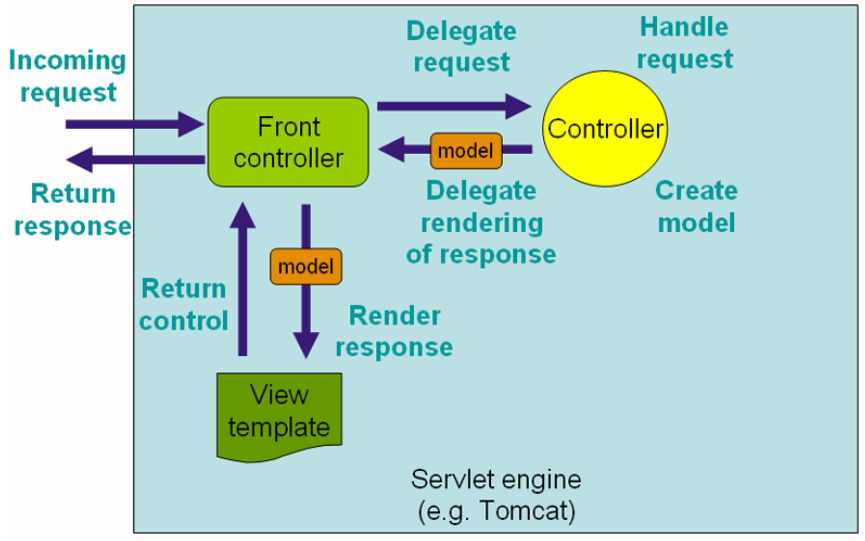 Incoming
request
Delegate
request
Handle
request
Front
controller
Controller
model
Return
response
Delegate
rendering
of response
Create
model
model
Return
control
Render
response
View
template
Servlet engine
(e.g. Tomcat)